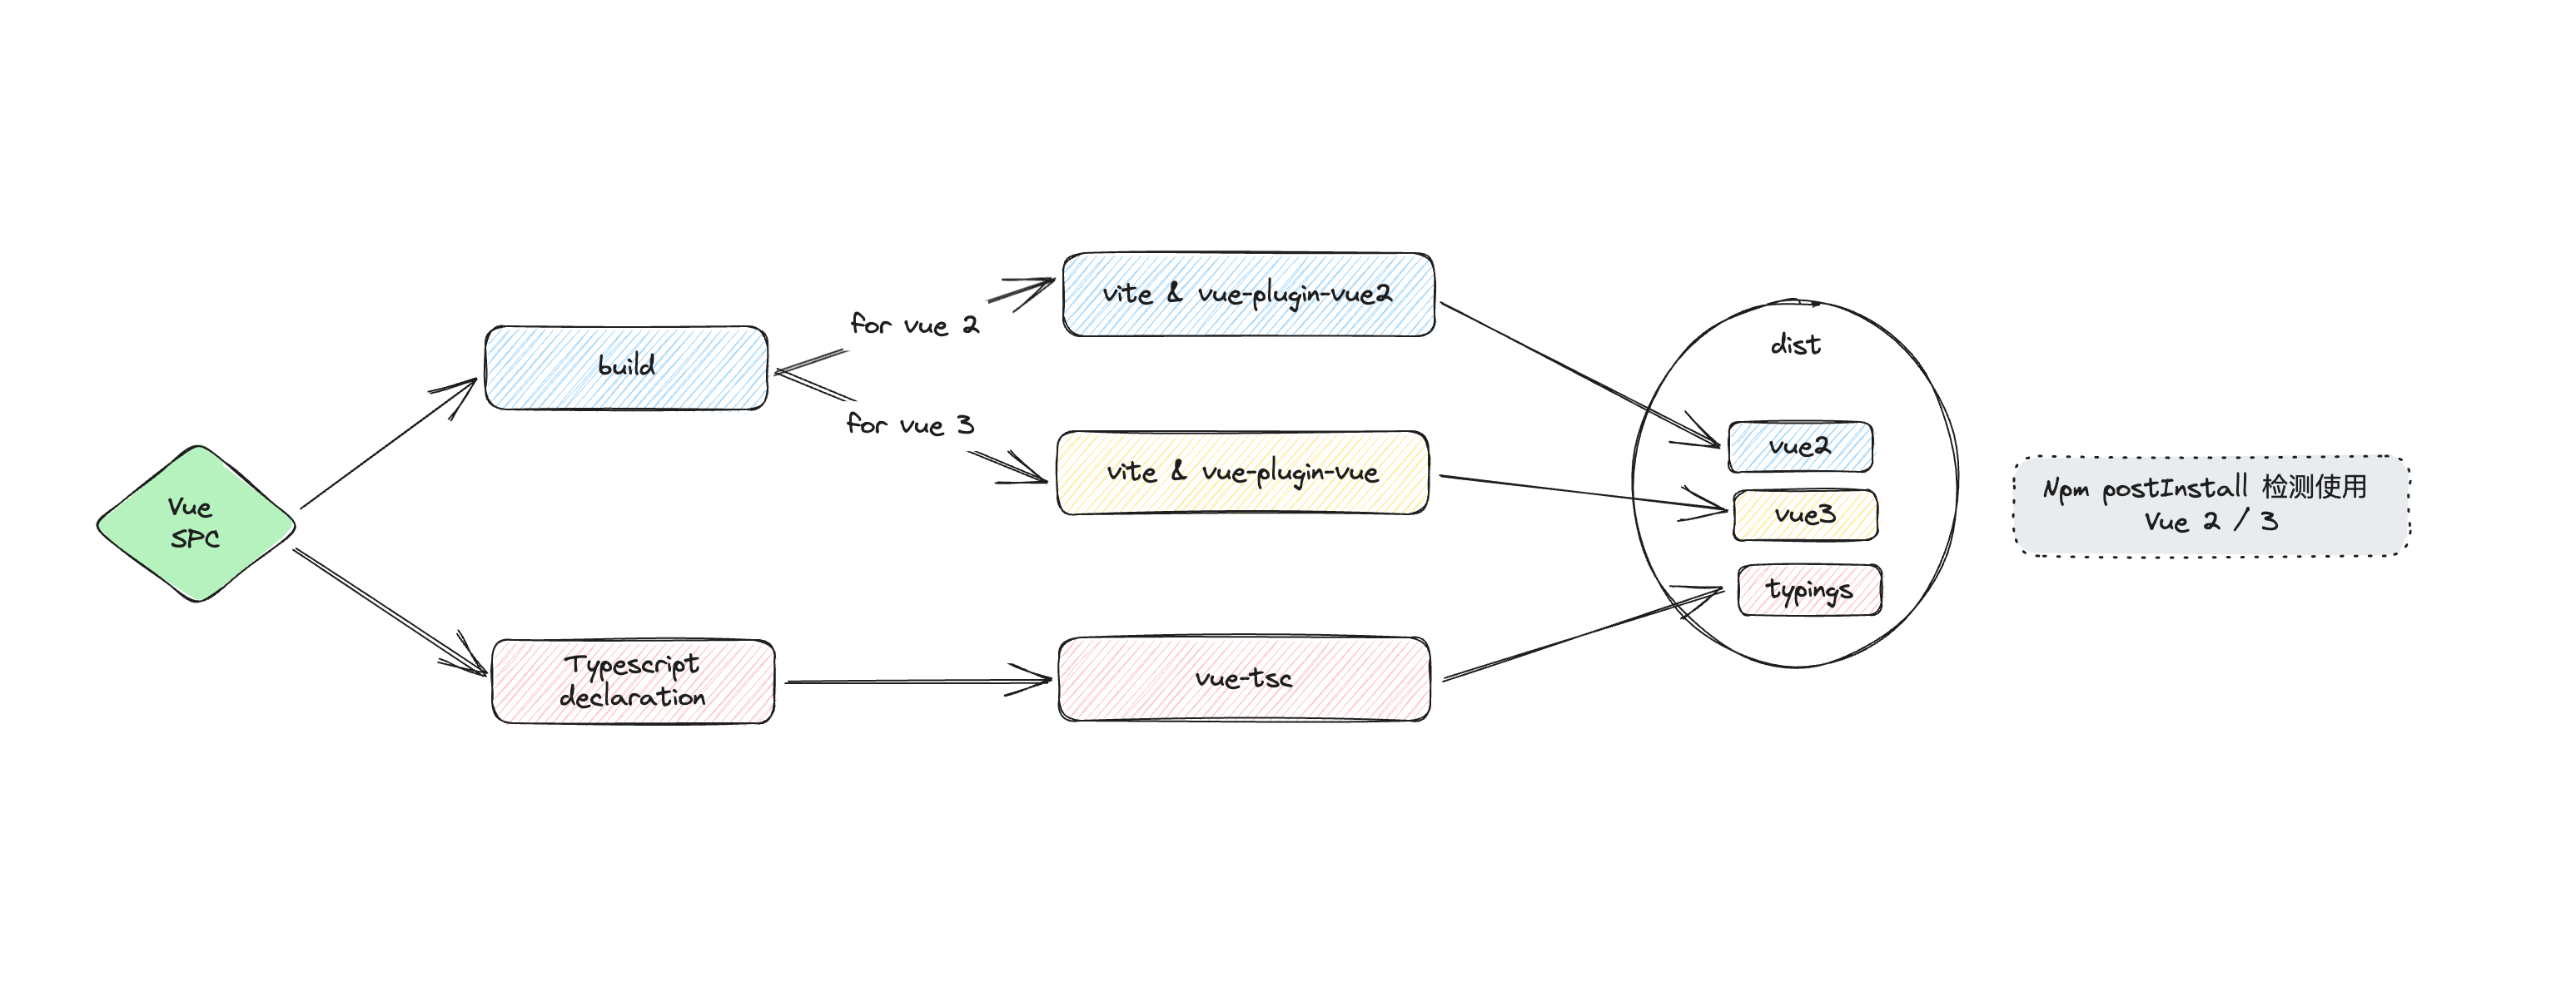 Vue
SPC
build
for vue 2
for vue 3
vite & vue-plugin-vue2
vite & vue-plugin-vue
Typescript
declaration
vue-tsc
dist
vue2
vue3
typings
Npm postInstall 检测使用
Vue 2 / 3